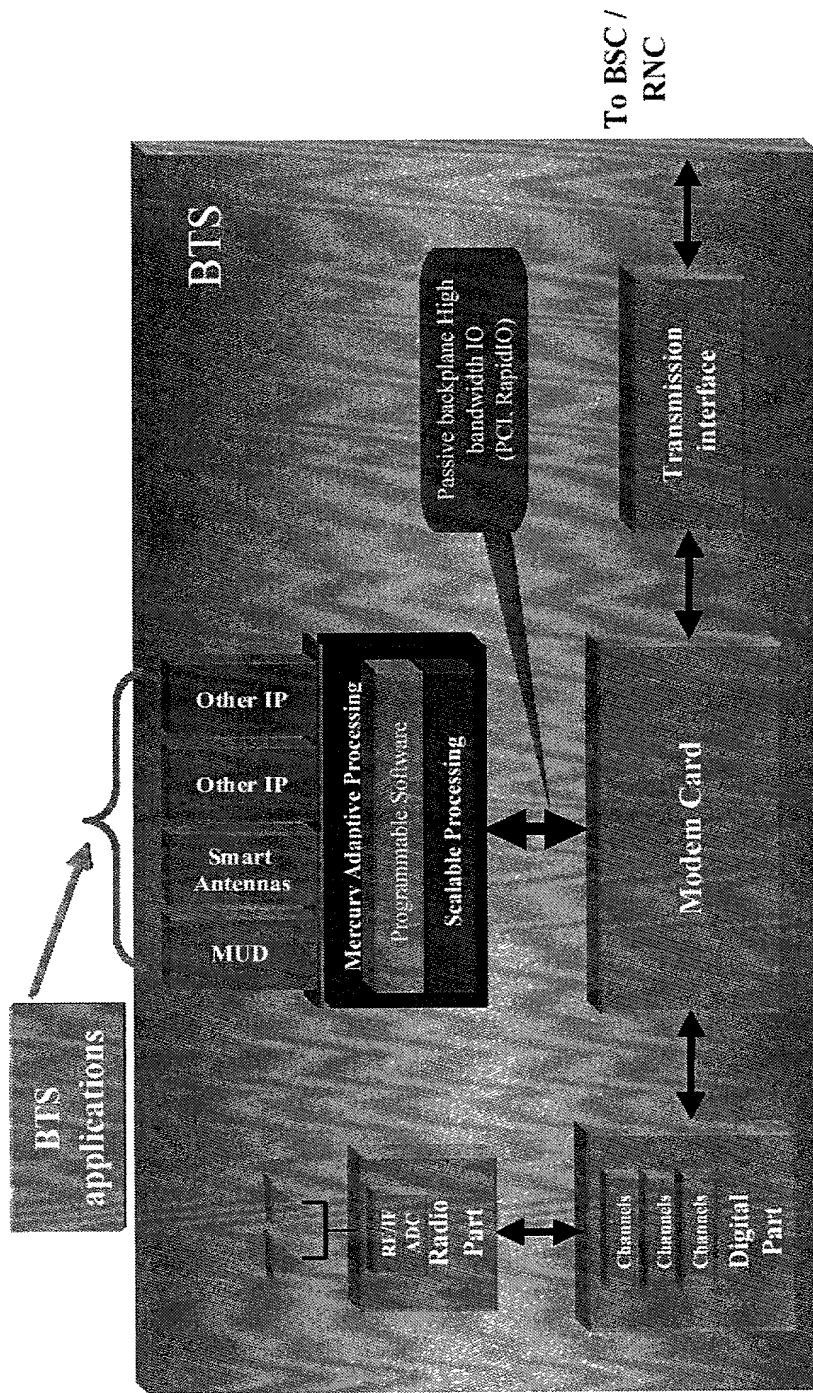 BTS
applications
BTS
MUD
Smart
Antennas
Other IP
Other IP
Mercury Adaptive Processing
Programmable Software
Scalable Processing
Passive backplane High
bandwidth IO
(PCI, RapidIO)
RF/IF
ADC
Radio
Part
Channels
Channels
Channels
Digital
Part
Modem Card
Transmission
interface
To BSC /
RNC